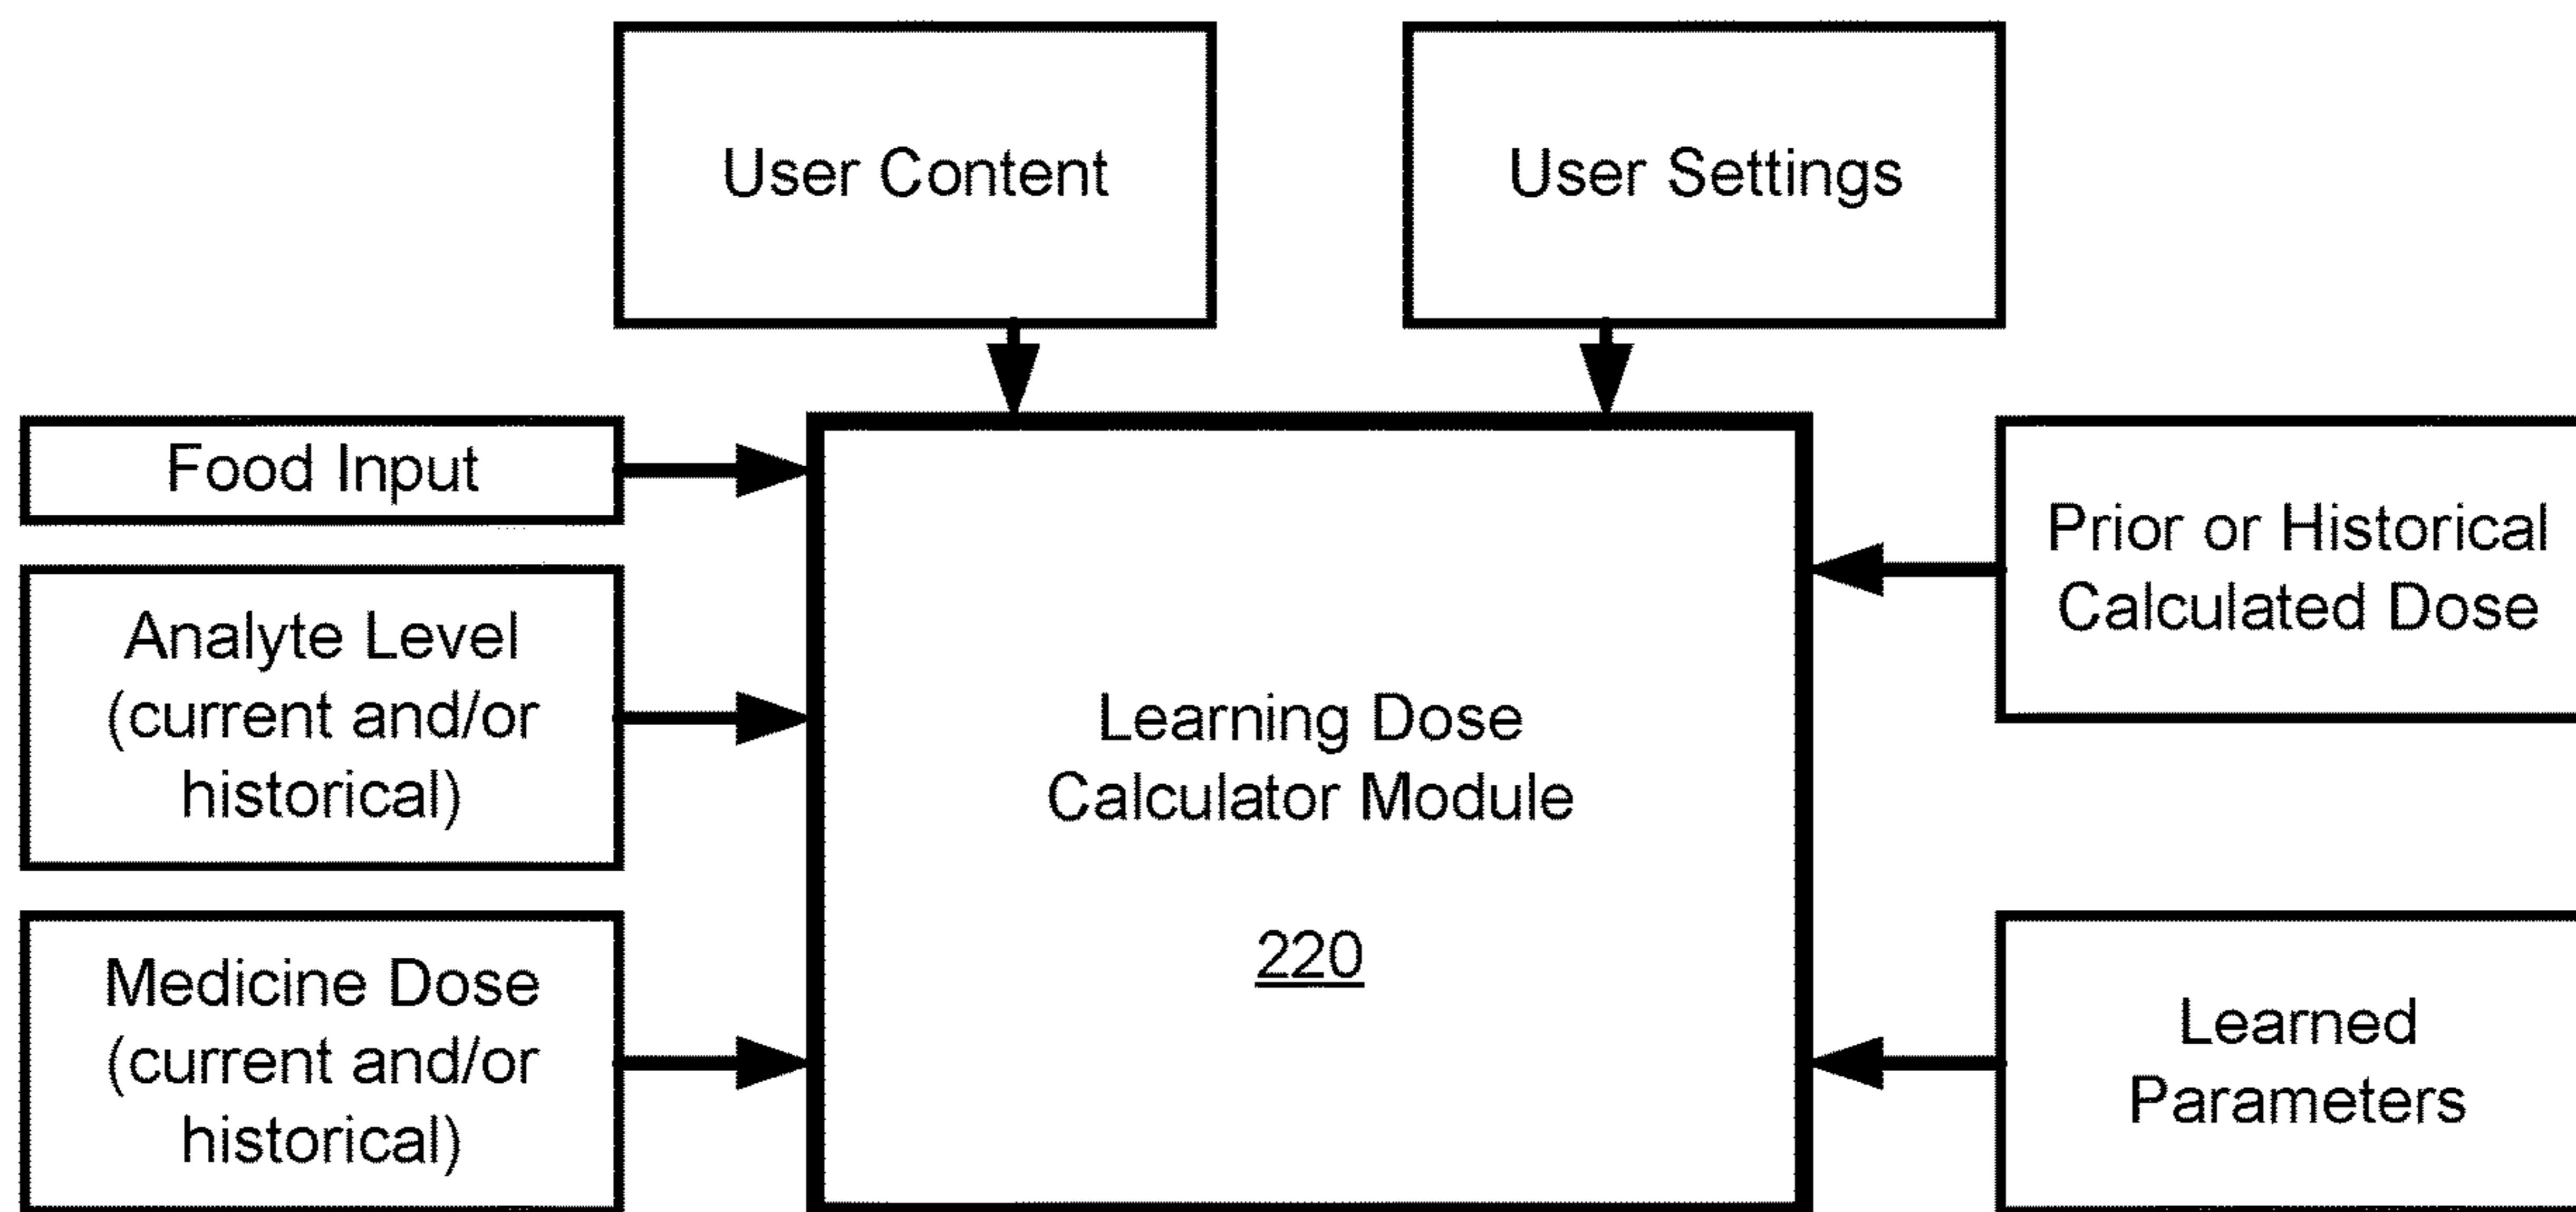 User Content
User Settings
Food Input
Analyte Level
(current and/or
historical)
Medicine Dose
(current and/or
historical)
Learning Dose
Calculator Module
220
Prior or Historical
Calculated Dose
Learned
Parameters